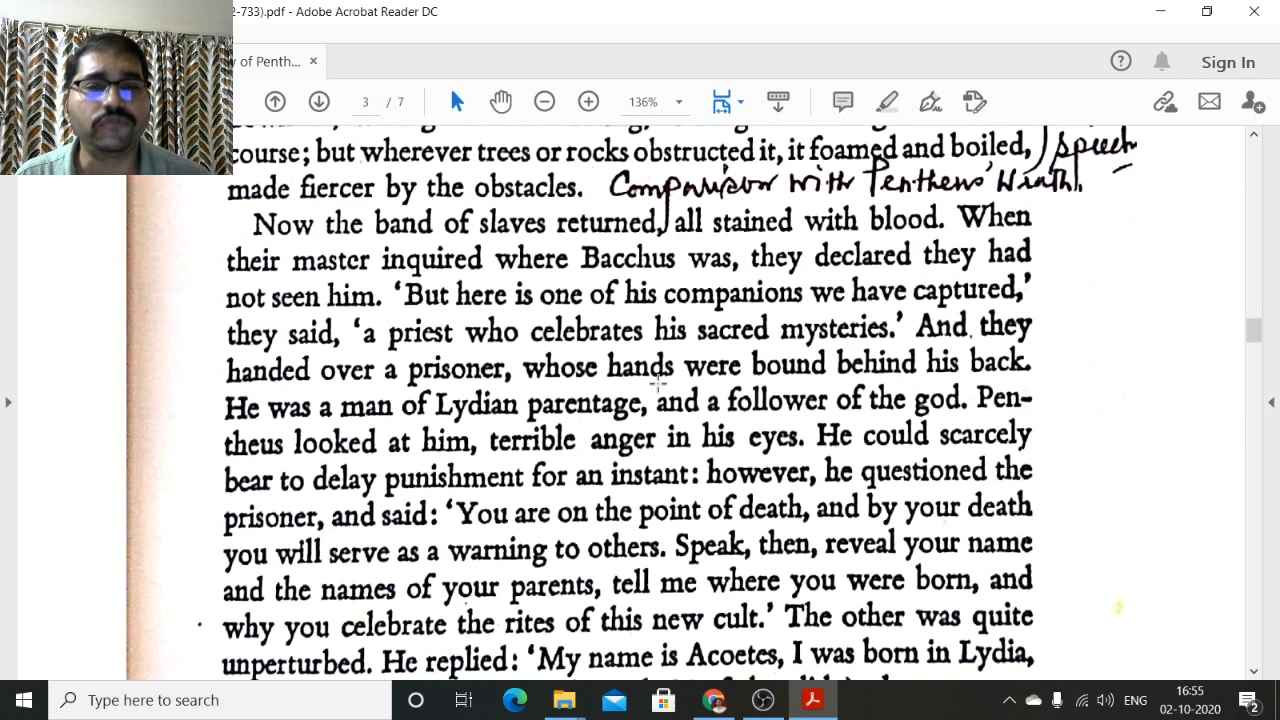 2-733).pdf - Adobe Acrobat Reader DC
y of Penth...
Sign In
3 / 7
136%
course; but wherever trees or rocks obstructed it, it foamed and boiled, speech
made fiercer by the obstacles. Comparison with Pentheus' Wrath.
Now the band of slaves returned, all stained with blood. When
their master inquired where Bacchus was, they declared they had
not seen him. ‘But here is one of his companions we have captured,’
they said, ‘a priest who celebrates his sacred mysteries.’ And they
handed over a prisoner, whose hands were bound behind his back.
He was a man of Lydian parentage, and a follower of the god. Pen-
theus looked at him, terrible anger in his eyes. He could scarcely
bear to delay punishment for an instant: however, he questioned the
prisoner, and said: ‘You are on the point of death, and by your death
you will serve as a warning to others. Speak, then, reveal your name
and the names of your parents, tell me where you were born, and
why you celebrate the rites of this new cult.’ The other was quite
unperturbed. He replied: ‘My name is Acoetes, I was born in Lydia,
Type here to search
ENG
16:55
02-10-2020
2